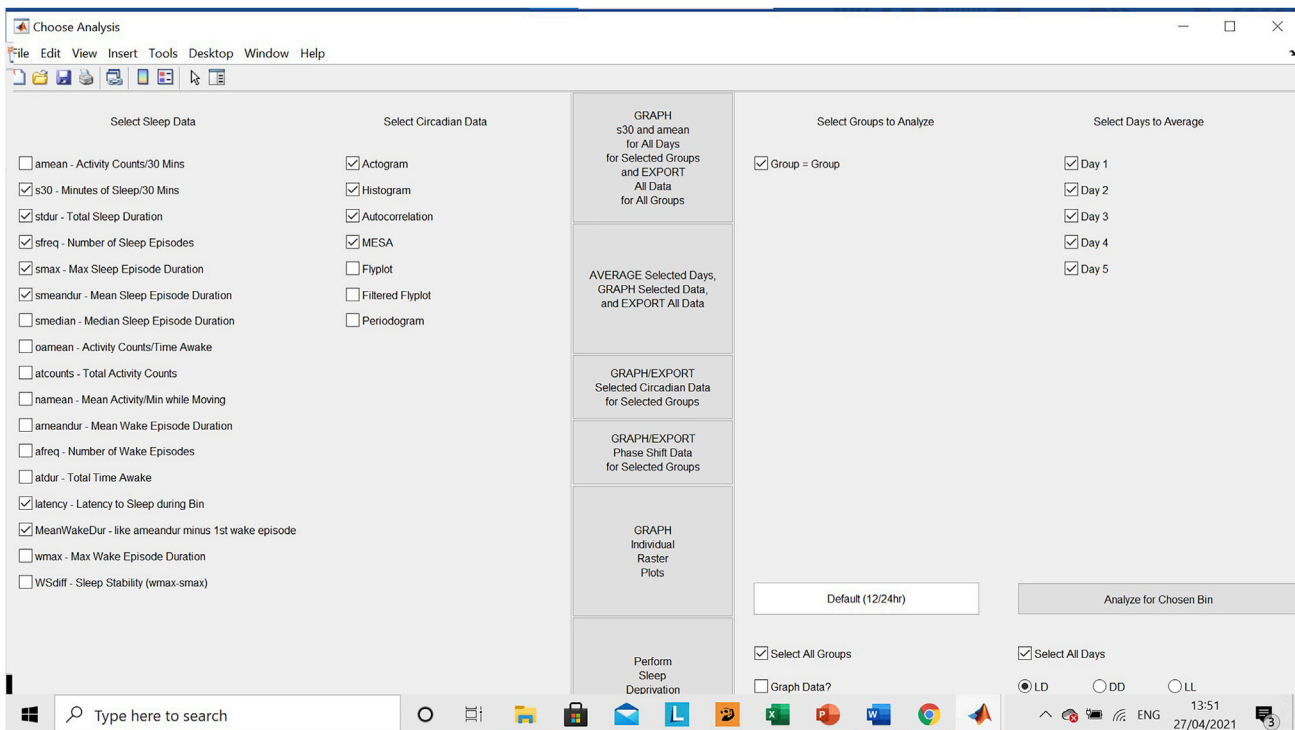 Choose Analysis
File Edit View Insert Tools Desktop Window Help
Select Sleep Data
amean - Activity Counts/30 Mins
s30 - Minutes of Sleep/30 Mins
stdur - Total Sleep Duration
sfreq - Number of Sleep Episodes
smax - Max Sleep Episode Duration
smeandur - Mean Sleep Episode Duration
smedian - Median Sleep Episode Duration
oamean - Activity Counts/Time Awake
atcounts - Total Activity Counts
namean - Mean Activity/Min while Moving
ameandur - Mean Wake Episode Duration
afreq - Number of Wake Episodes
atdur - Total Time Awake
latency - Latency to Sleep during Bin
MeanWakeDur - like ameandur minus 1st wake episode
wmax - Max Wake Episode Duration
WSdiff - Sleep Stability (wmax-smax)
Select Circadian Data
Actogram
Histogram
Autocorrelation
MESA
Flyplot
Filtered Flyplot
Periodogram
GRAPH
s30 and amean
for All Days
for Selected Groups
and EXPORT
All Data
for All Groups
AVERAGE Selected Days,
GRAPH Selected Data,
and EXPORT All Data
GRAPH/EXPORT
Selected Circadian Data
for Selected Groups
GRAPH/EXPORT
Phase Shift Data
for Selected Groups
GRAPH
Individual
Raster
Plots
Perform
Sleep
Deprivation
Select Groups to Analyze
Group = Group
Default (12/24hr)
Select All Groups
Graph Data?
Select Days to Average
Day 1
Day 2
Day 3
Day 4
Day 5
Analyze for Chosen Bin
Select All Days
LD DD LL
Type here to search
L
ENG
13:51
27/04/2021
3